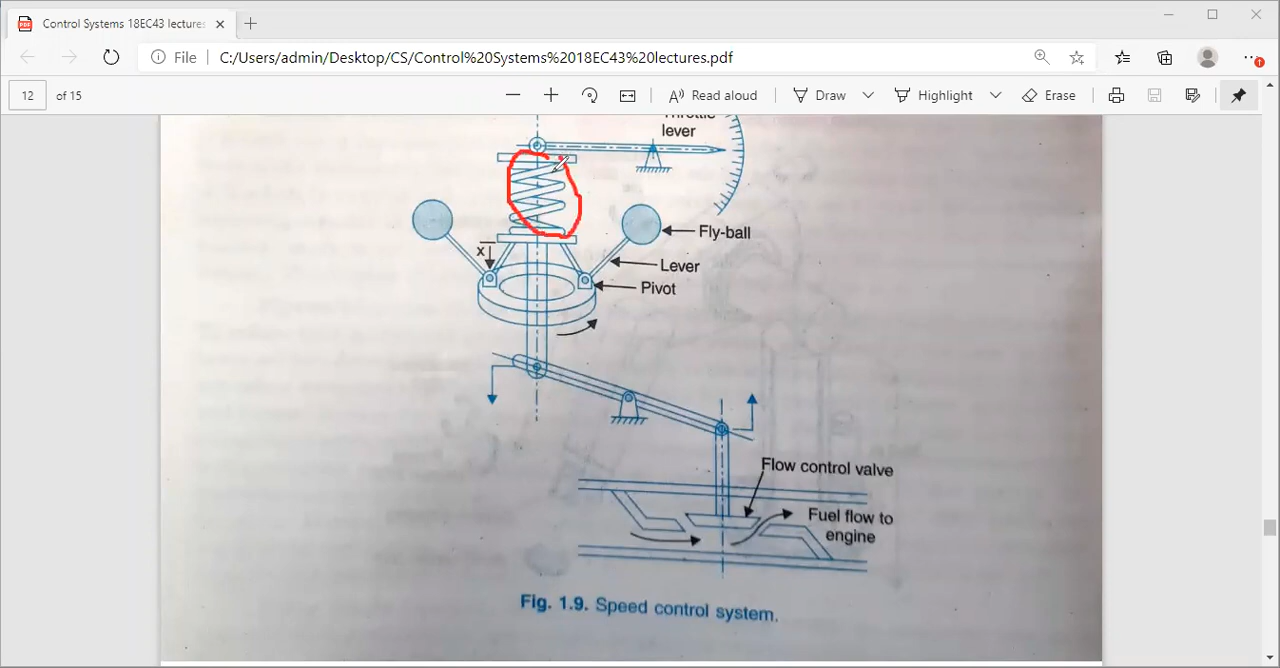 Control Systems 18EC43 lectures
File
C:/Users/admin/Desktop/CS/Control%20Systems%2018EC43%20lectures.pdf
12 of 15
Read aloud
Draw
Highlight
Erase
Throttle
lever
Fly-ball
x
Lever
Pivot
Flow control valve
Fuel flow to
engine
Fig. 1.9. Speed control system.